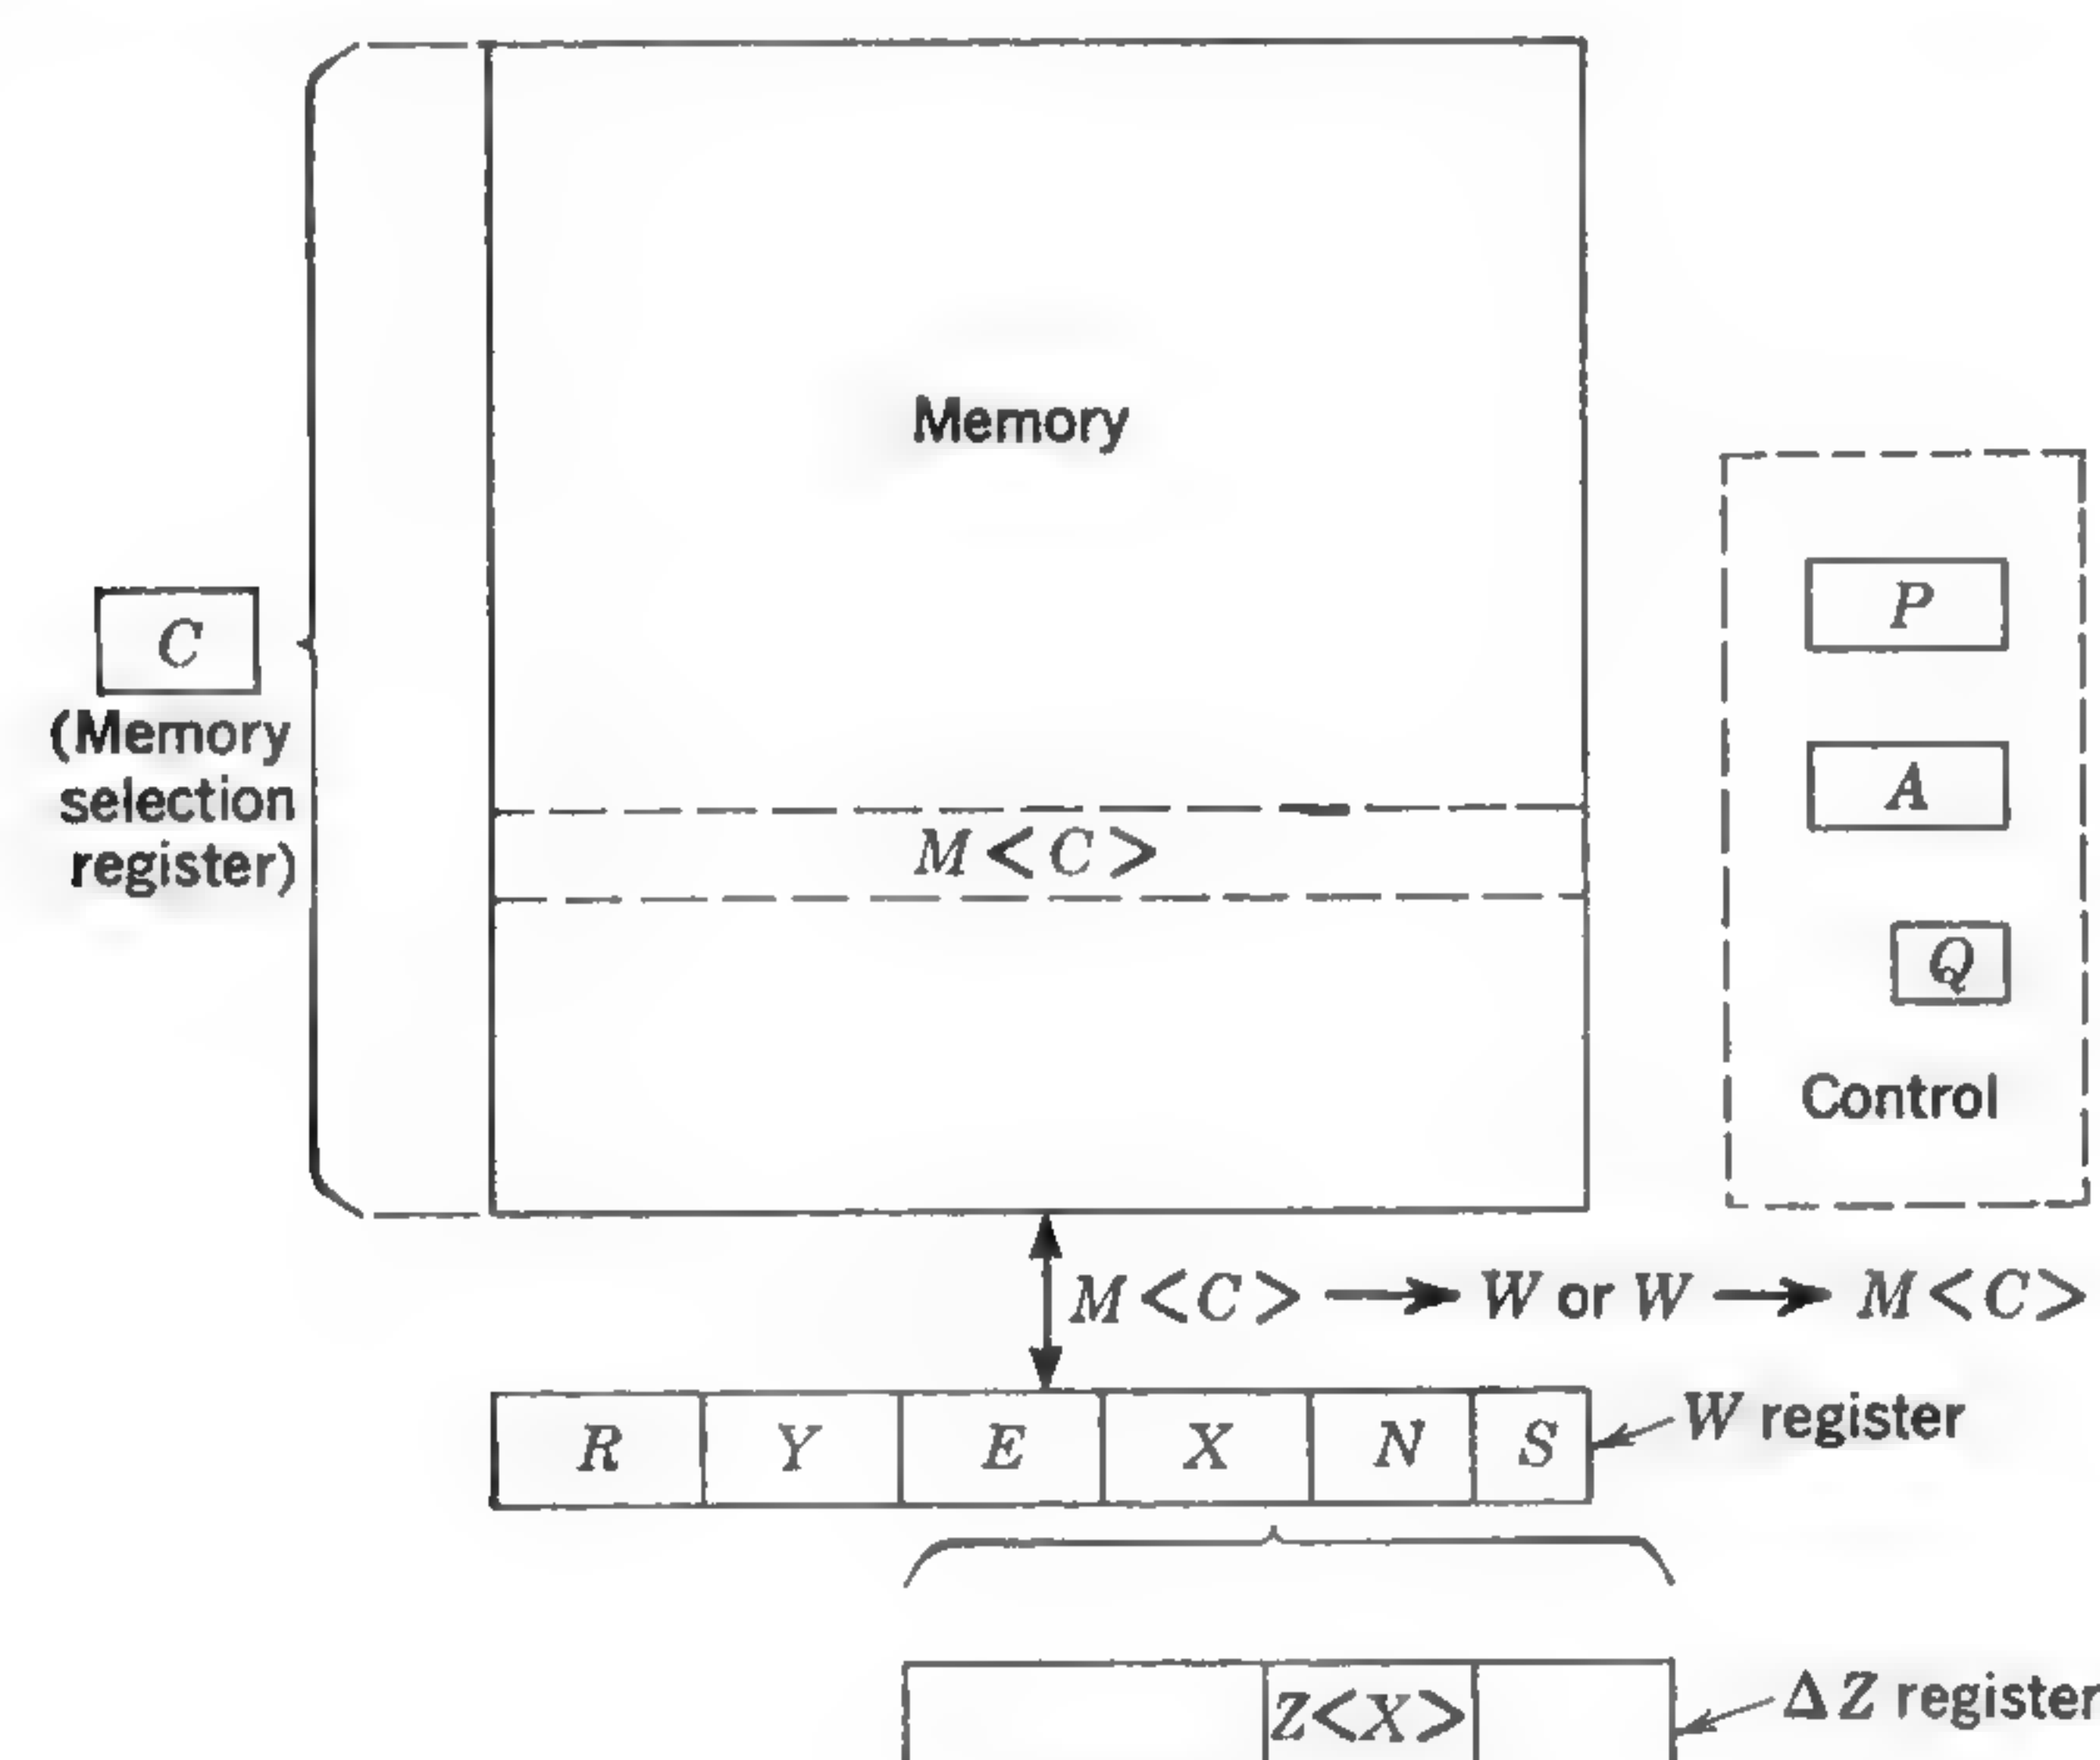 Memory
P
C
(Memory
selection
register)
A
M<C>
Q
Control
M<C> → W or W → M<C>
R Y E X N S
W register
Z<X>
ΔZ register